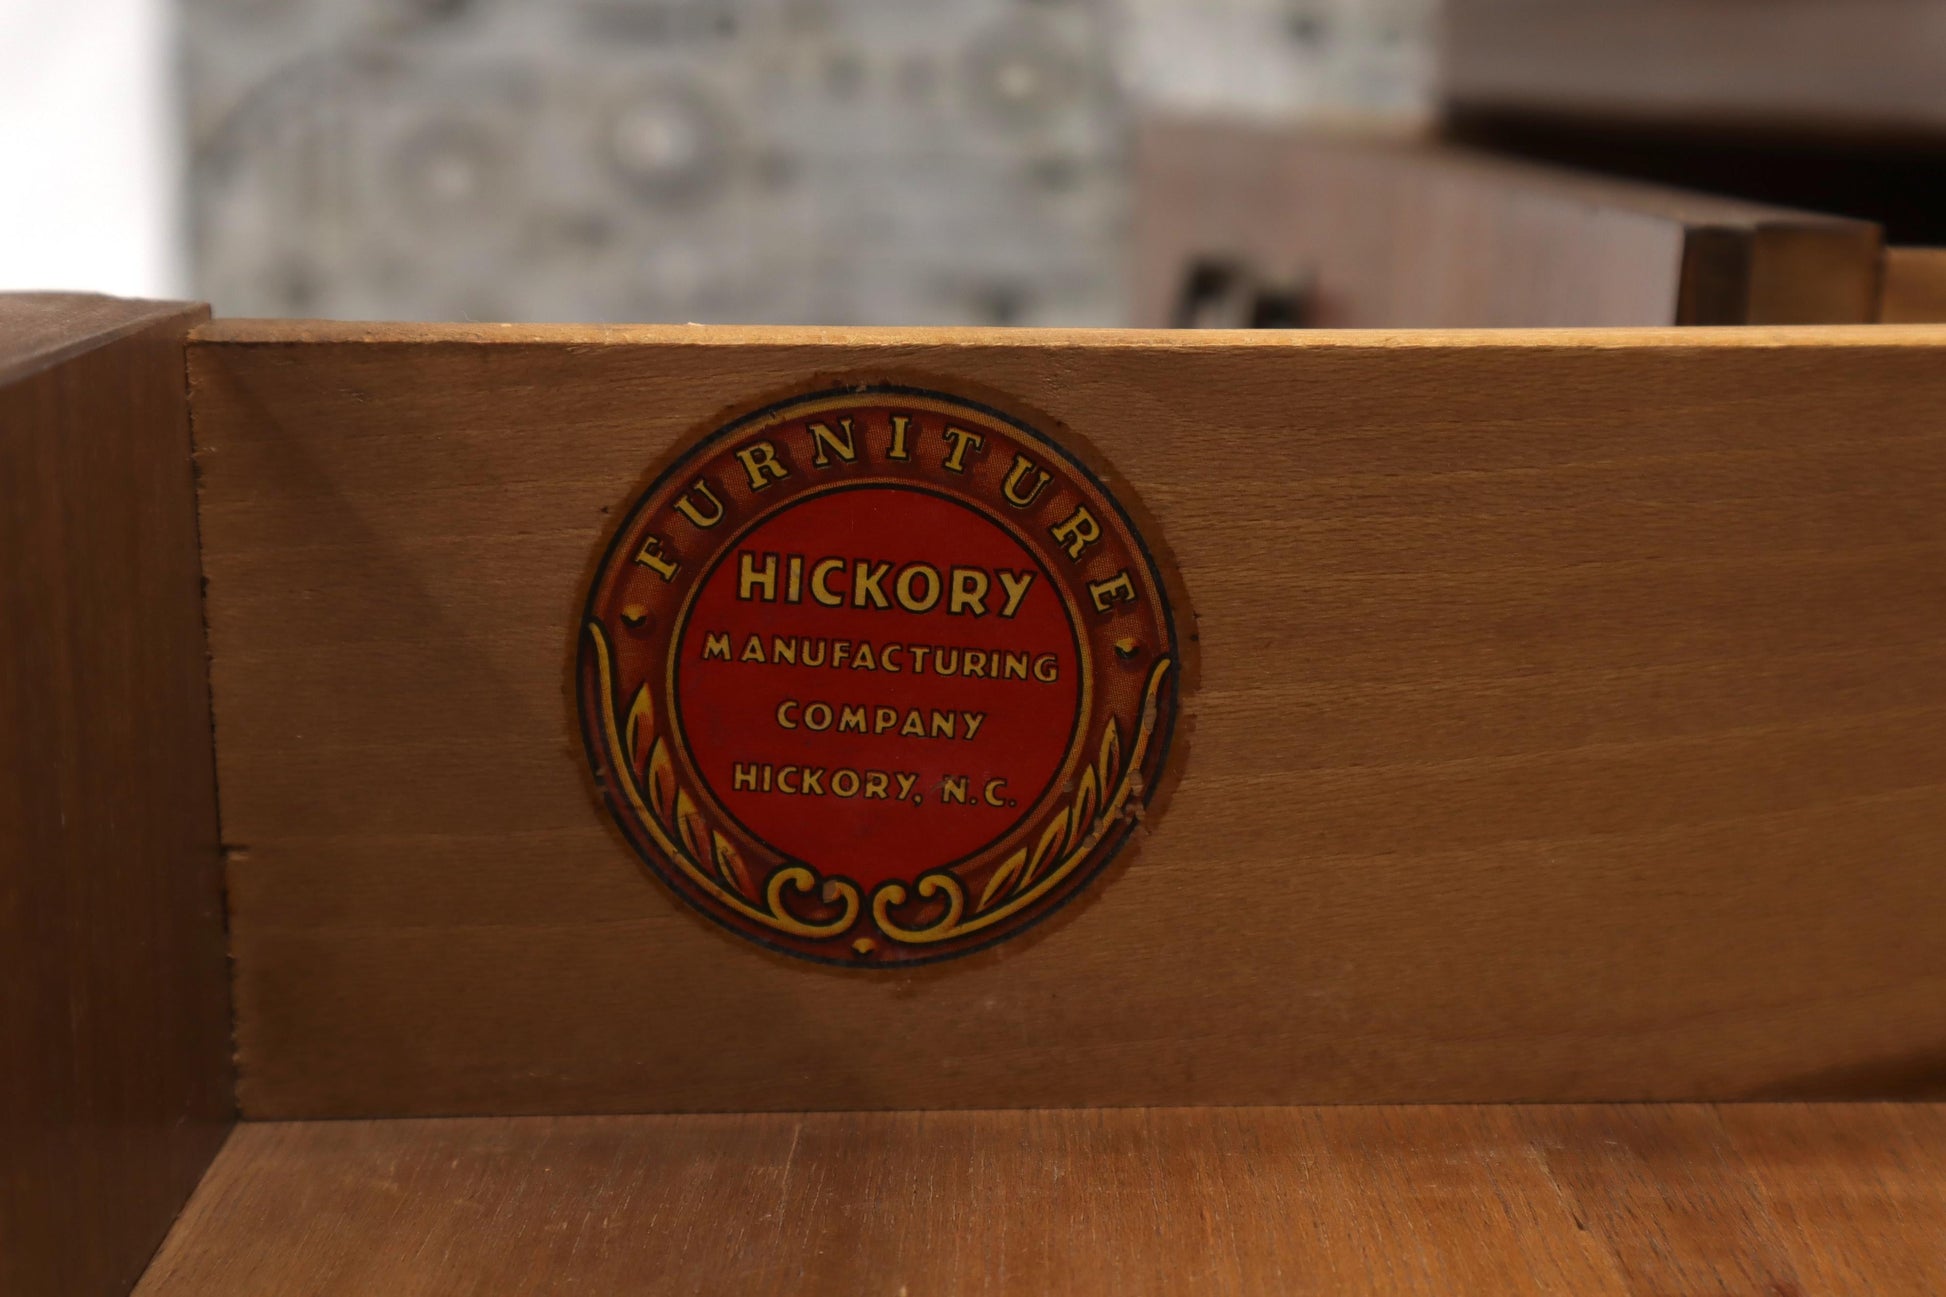 FURNITURE
HICKORY
MANUFACTURING
COMPANY
HICKORY, N.C.